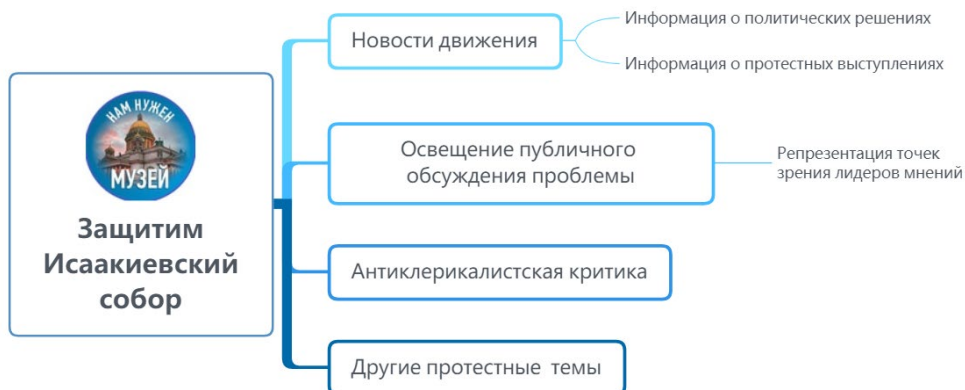 НАМ НУЖЕН
МУЗЕЙ
Защитим
Исаакиевский
собор
Новости движения
Информация о политических решениях
Информация о протестных выступлениях
Освещение публичного
обсуждения проблемы
Репрезентация точек
зрения лидеров мнений
Антиклерикалистская критика
Другие протестные темы